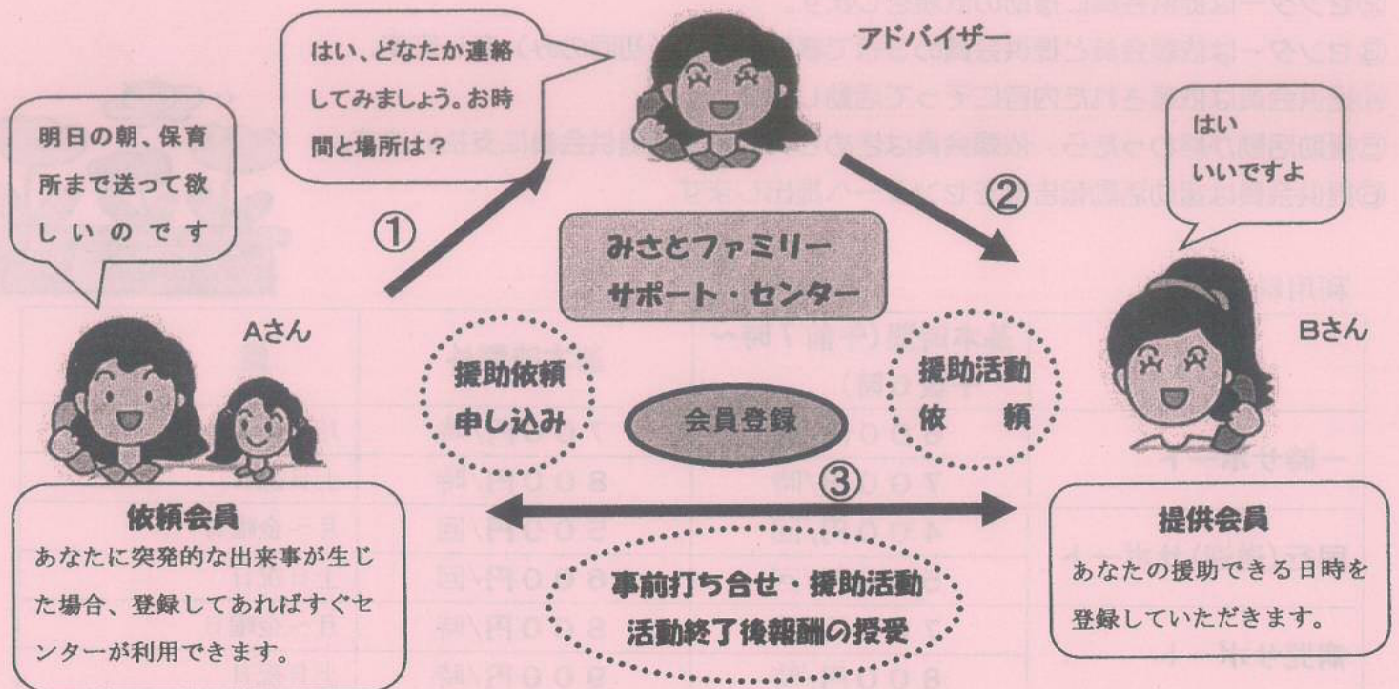 はい、どなたか連絡
してみましょう。お時
間と場所は？
アドバイザー
明日の朝、保育
所まで送って欲
しいのです
はい
いいですよ
①
②
みさとファミリー
サポート・センター
Aさん
Bさん
援助依頼
申し込み
援助活動
依　頼
会員登録
③
依頼会員
あなたに突発的な出来事が生じ
た場合、登録してあればすぐセ
ンターが利用できます。
事前打ち合せ・援助活動
活動終了後報酬の授受
提供会員
あなたの援助できる日時を
登録していただきます。